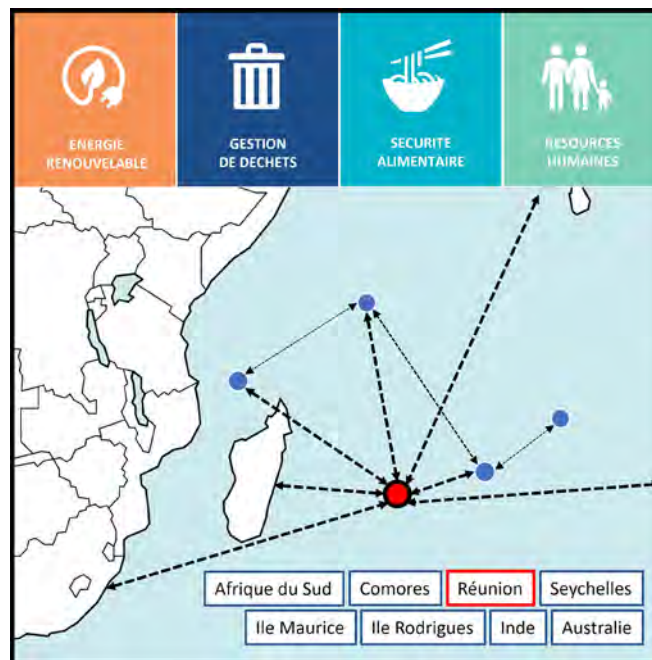 ENERGIE
RENOUVELABLE
GESTION
DE DECHETS
SECURITE
ALIMENTAIRE
RESOURCES
HUMAINES
Afrique du Sud
Comores
Réunion
Seychelles
Ile Maurice
Ile Rodrigues
Inde
Australie